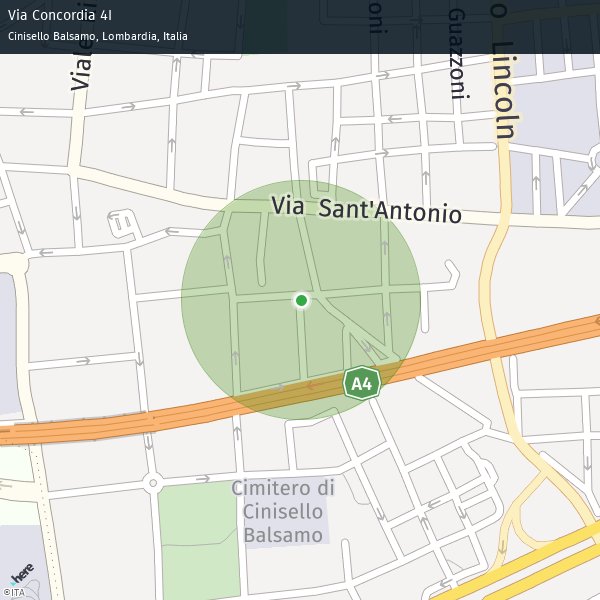 Via Concordia 4I
Cinisello Balsamo, Lombardia, Italia
Viale
oni
Guazzoni
o Lincoln
Via Sant'Antonio
A4
Cimitero di
Cinisello
Balsamo
here
©ITA